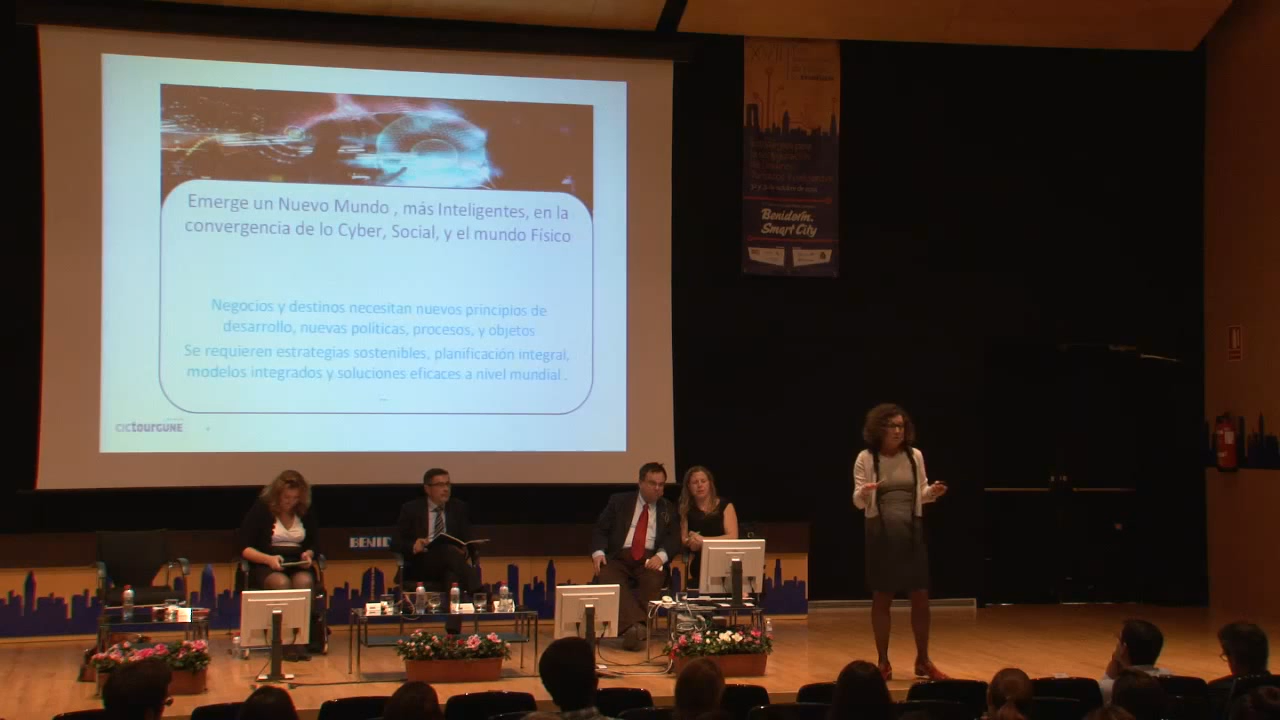 Emerge un Nuevo Mundo , más Inteligentes, en la
convergencia de lo Cyber, Social, y el mundo Físico
Negocios y destinos necesitan nuevos principios de
desarrollo, nuevas políticas, procesos, y objetos
Se requieren estrategias sostenibles, planificación integral,
modelos integrados y soluciones eficaces a nivel mundial .
CICtourGUNE
XVII
Benidorm
Smart City
BENID